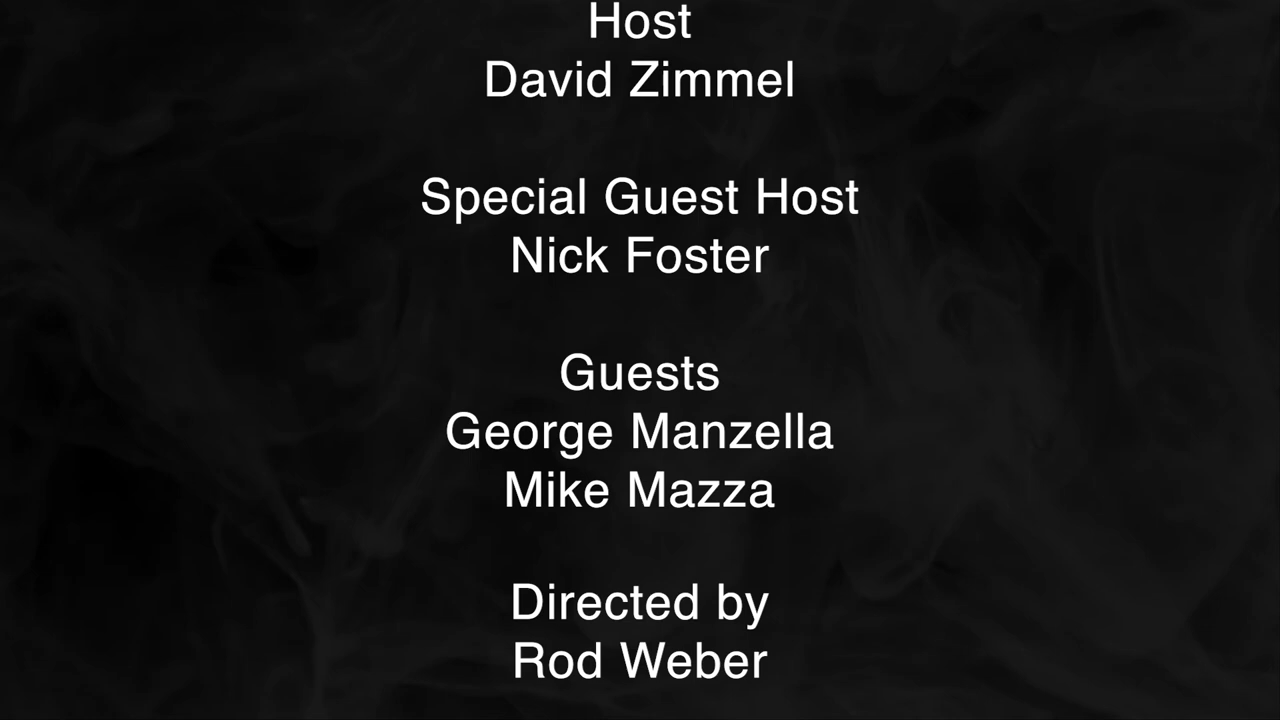 Host
David Zimmel
Special Guest Host
Nick Foster
Guests
George Manzella
Mike Mazza
Directed by
Rod Weber